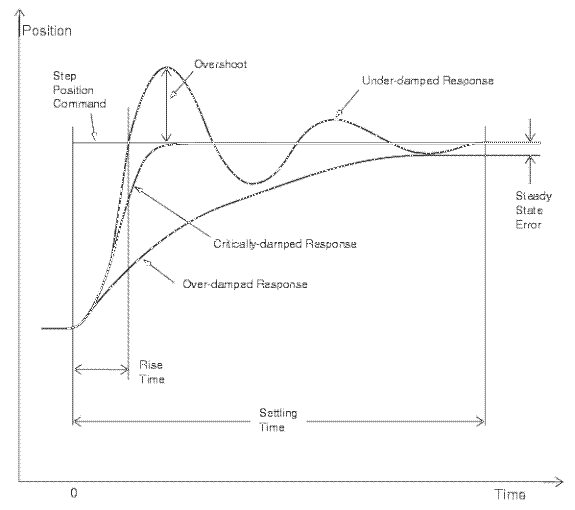 Position
Overshoot
Step
Position
Command
Under-damped Response
Steady
State
Error
Critically-damped Response
Over-damped Response
Rise
Time
Settling
Time
0
Time